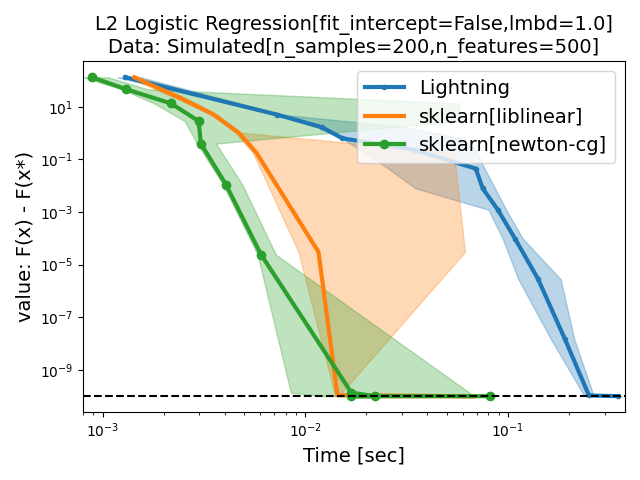 L2 Logistic Regression[fit_intercept=False,lmbd=1.0]
Data: Simulated[n_samples=200,n_features=500]
Lightning
sklearn[liblinear]
sklearn[newton-cg]
value: F(x) - F(x*)
10¹
10⁻¹
10⁻³
10⁻⁵
10⁻⁷
10⁻⁹
10⁻³
10⁻²
10⁻¹
Time [sec]